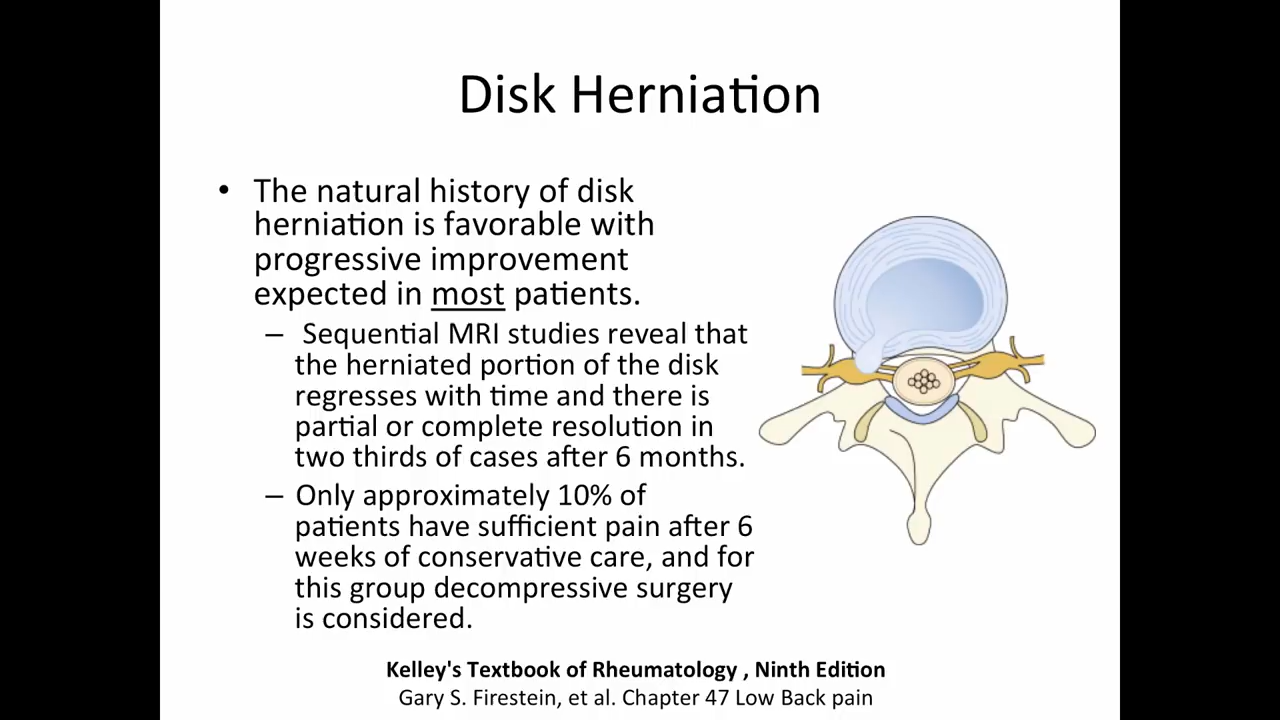 Disk Herniation
• The natural history of disk
herniation is favorable with
progressive improvement
expected in most patients.
– Sequential MRI studies reveal that
the herniated portion of the disk
regresses with time and there is
partial or complete resolution in
two thirds of cases after 6 months.
– Only approximately 10% of
patients have sufficient pain after 6
weeks of conservative care, and for
this group decompressive surgery
is considered.
Kelley's Textbook of Rheumatology , Ninth Edition
Gary S. Firestein, et al. Chapter 47 Low Back pain